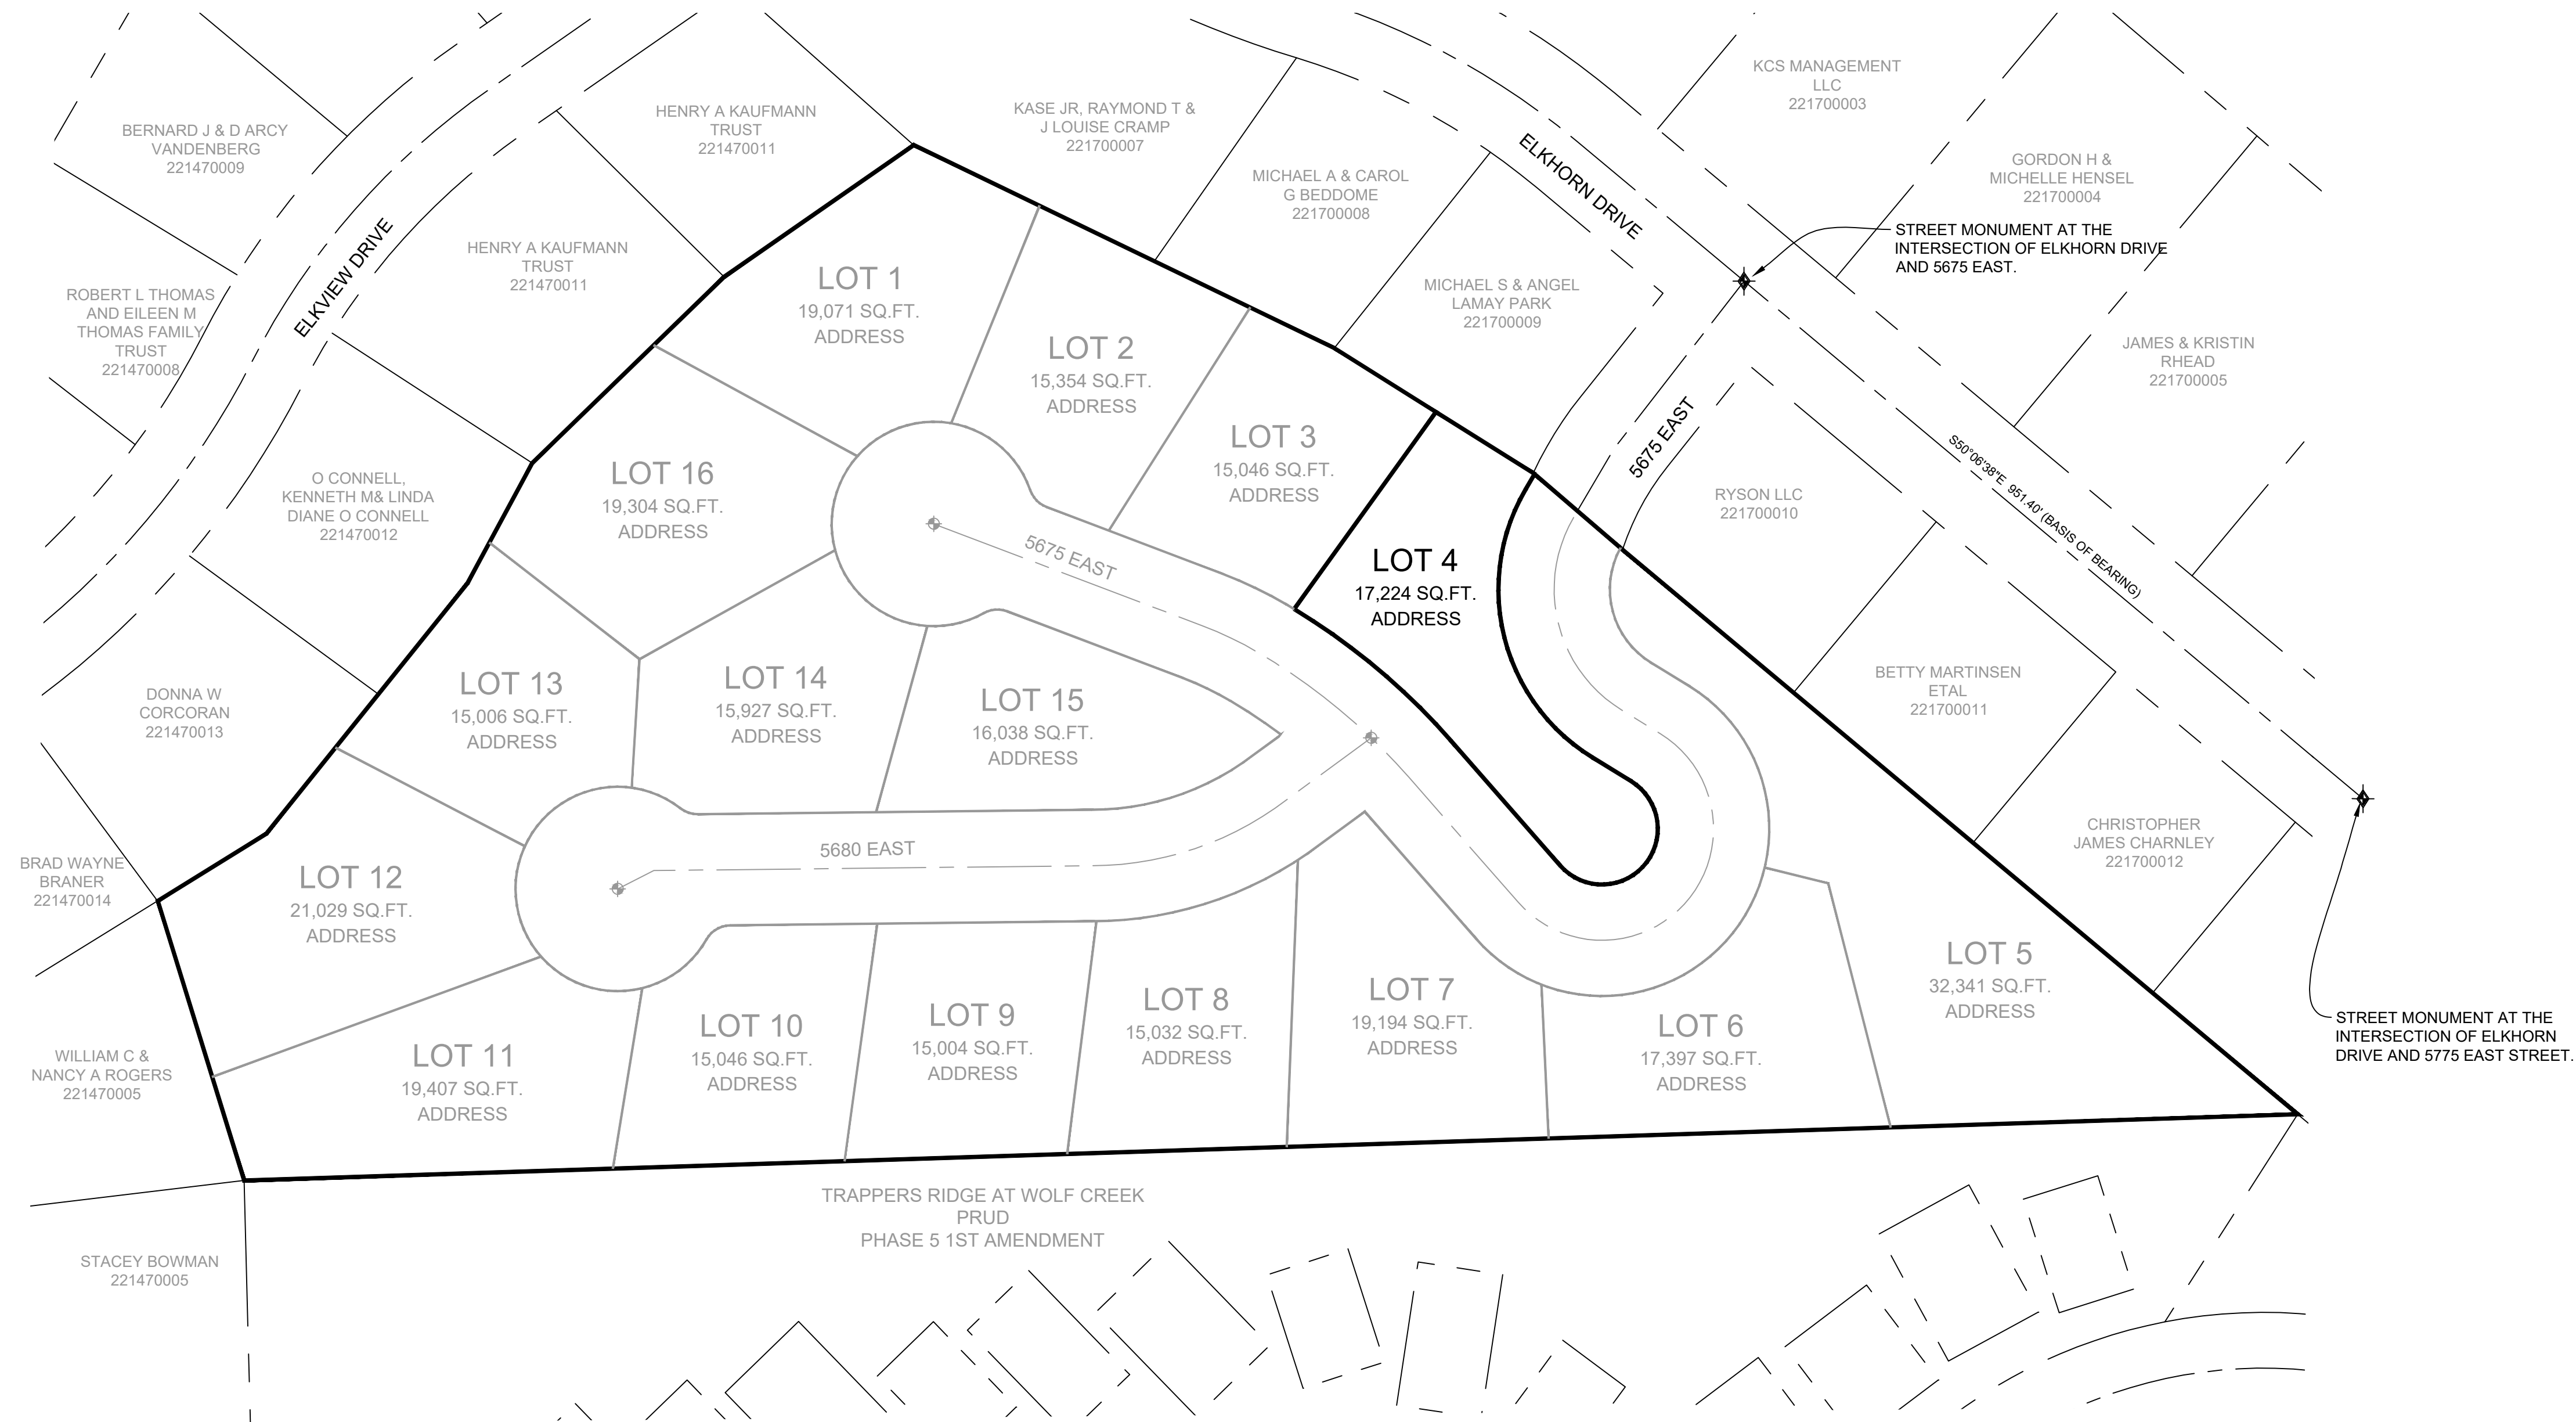 KCS MANAGEMENT
LLC
221700003
KASE JR, RAYMOND T &
J LOUISE CRAMP
221700007
HENRY A KAUFMANN
TRUST
221470011
BERNARD J & D ARCY
VANDENBERG
221470009
MICHAEL A & CAROL
G BEDDOME
221700008
ELKHORN DRIVE
GORDON H &
MICHELLE HENSEL
221700004
STREET MONUMENT AT THE
INTERSECTION OF ELKHORN DRIVE
AND 5675 EAST.
HENRY A KAUFMANN
TRUST
221470011
ELKVIEW DRIVE
LOT 1
19,071 SQ.FT.
ADDRESS
MICHAEL S & ANGEL
LAMAY PARK
221700009
ROBERT L THOMAS
AND EILEEN M
THOMAS FAMILY
TRUST
221470008
LOT 2
15,354 SQ.FT.
ADDRESS
JAMES & KRISTIN
RHEAD
221700005
5675 EAST
LOT 3
15,046 SQ.FT.
ADDRESS
S50°06'38"E 951.40' (BASIS OF BEARING)
O CONNELL,
KENNETH M& LINDA
DIANE O CONNELL
221470012
LOT 16
19,304 SQ.FT.
ADDRESS
RYSON LLC
221700010
5675 EAST
LOT 4
17,224 SQ.FT.
ADDRESS
DONNA W
CORCORAN
221470013
LOT 13
15,006 SQ.FT.
ADDRESS
LOT 14
15,927 SQ.FT.
ADDRESS
LOT 15
16,038 SQ.FT.
ADDRESS
BETTY MARTINSEN
ETAL
221700011
CHRISTOPHER
JAMES CHARNLEY
221700012
5680 EAST
BRAD WAYNE
BRANER
221470014
LOT 12
21,029 SQ.FT.
ADDRESS
LOT 5
32,341 SQ.FT.
ADDRESS
LOT 7
19,194 SQ.FT.
ADDRESS
LOT 8
15,032 SQ.FT.
ADDRESS
LOT 9
15,004 SQ.FT.
ADDRESS
LOT 10
15,046 SQ.FT.
ADDRESS
LOT 6
17,397 SQ.FT.
ADDRESS
STREET MONUMENT AT THE
INTERSECTION OF ELKHORN
DRIVE AND 5775 EAST STREET.
LOT 11
19,407 SQ.FT.
ADDRESS
WILLIAM C &
NANCY A ROGERS
221470005
TRAPPERS RIDGE AT WOLF CREEK
PRUD
PHASE 5 1ST AMENDMENT
STACEY BOWMAN
221470005